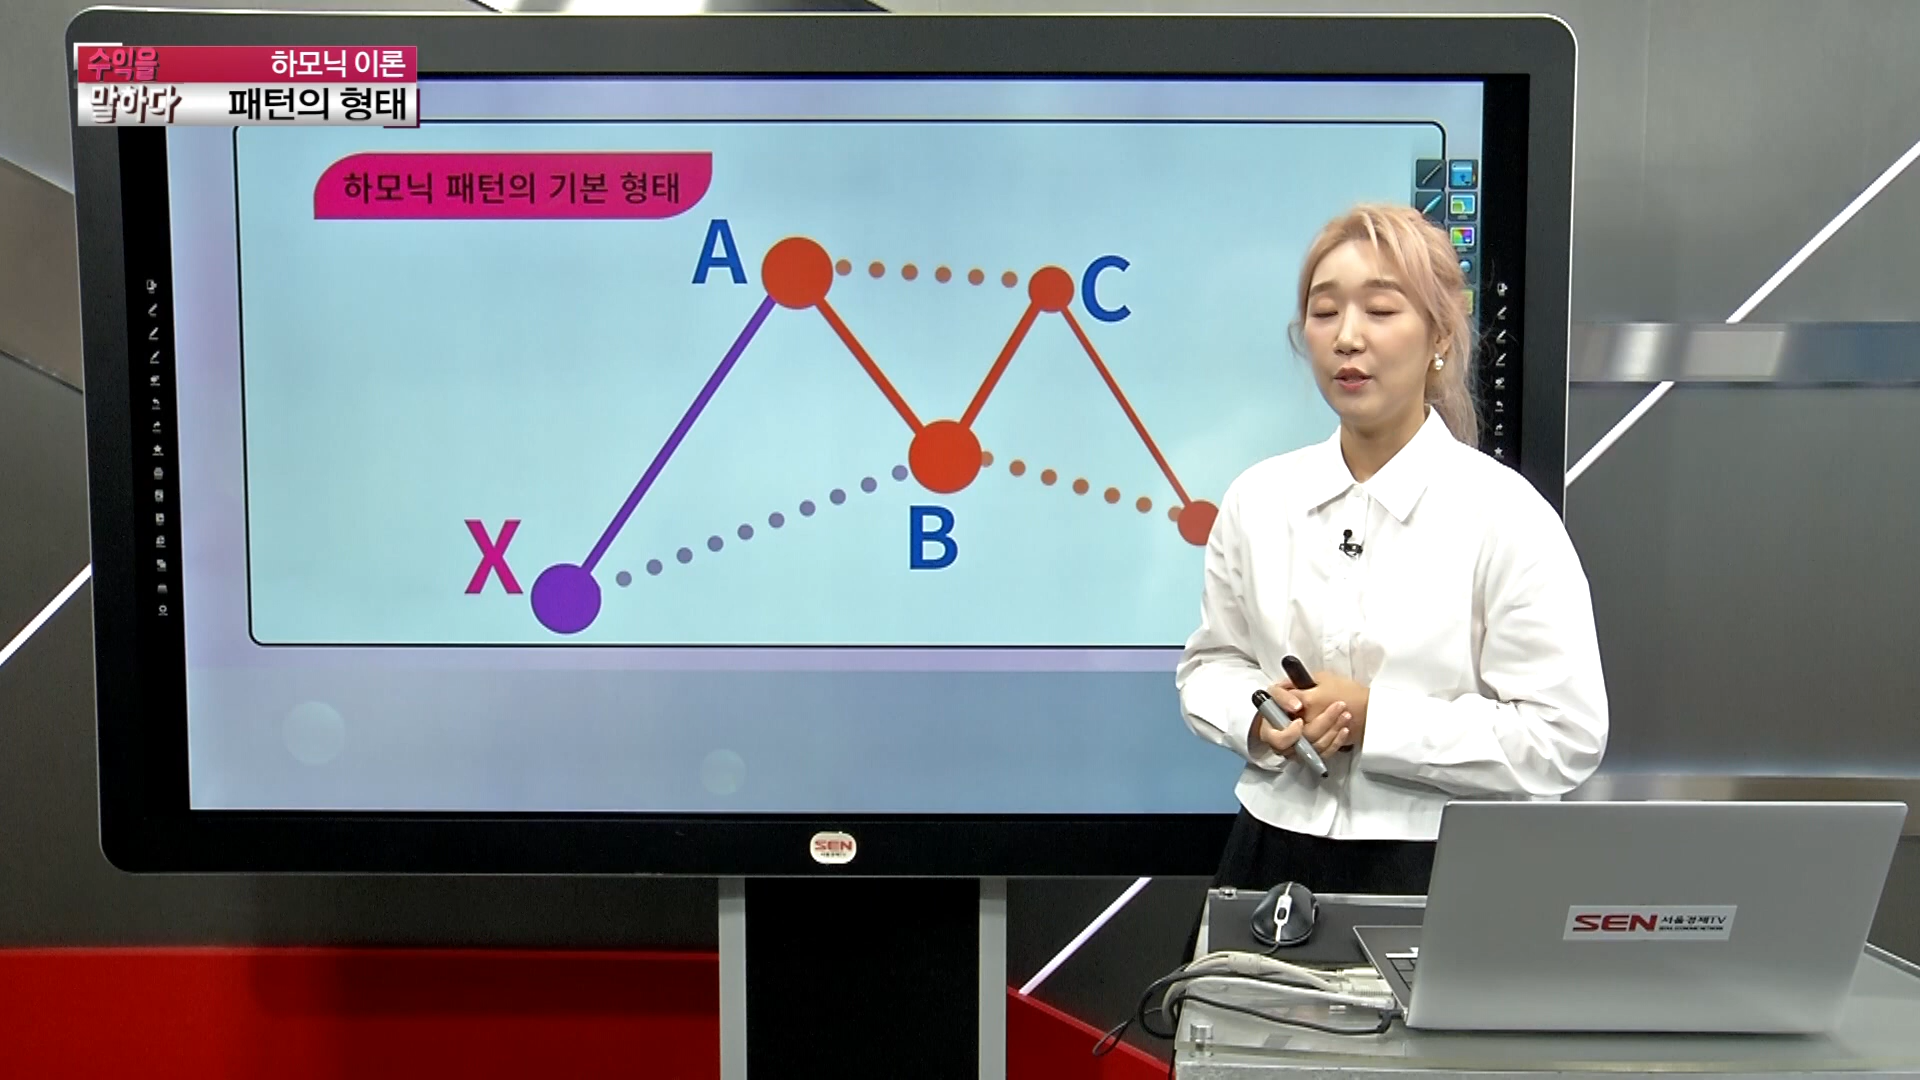 수익을
말하다
하모닉 이론
패턴의 형태
하모닉 패턴의 기본 형태
A
C
X
B
SEN
SEN 서울경제TV